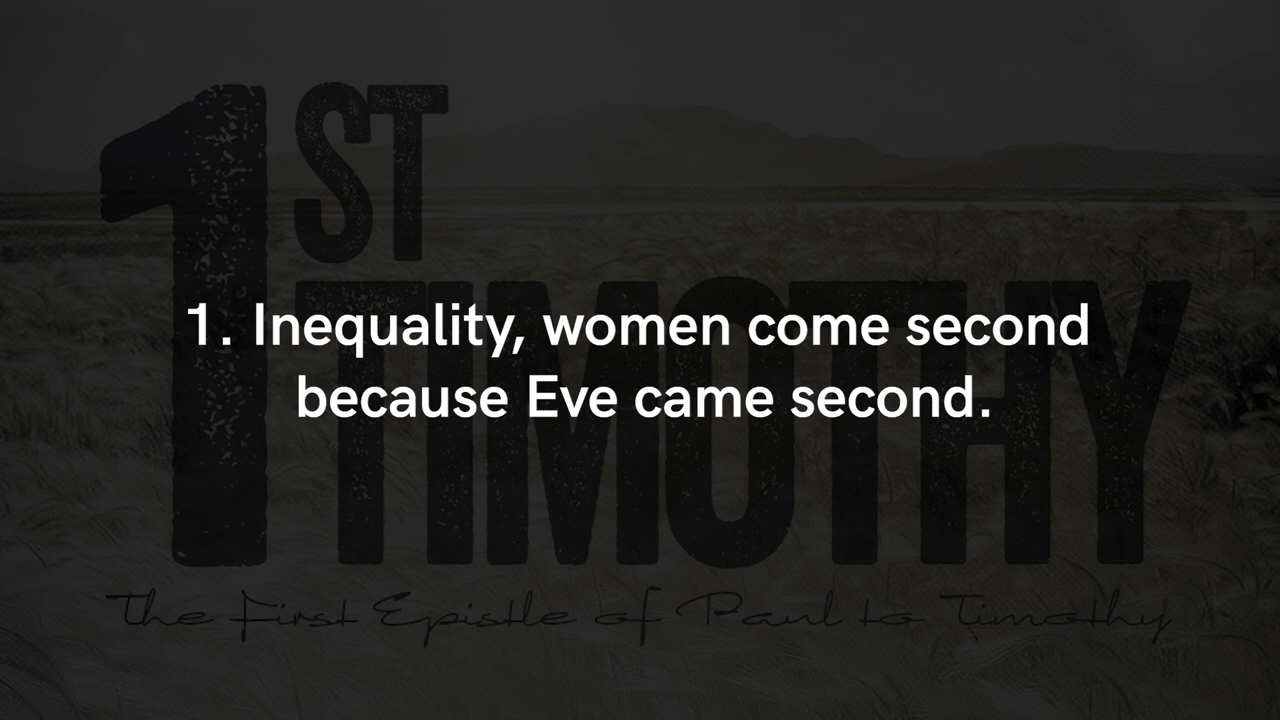 1ST
TIMOTHY
1. Inequality, women come second
because Eve came second.
The First Epistle of Paul to Timothy